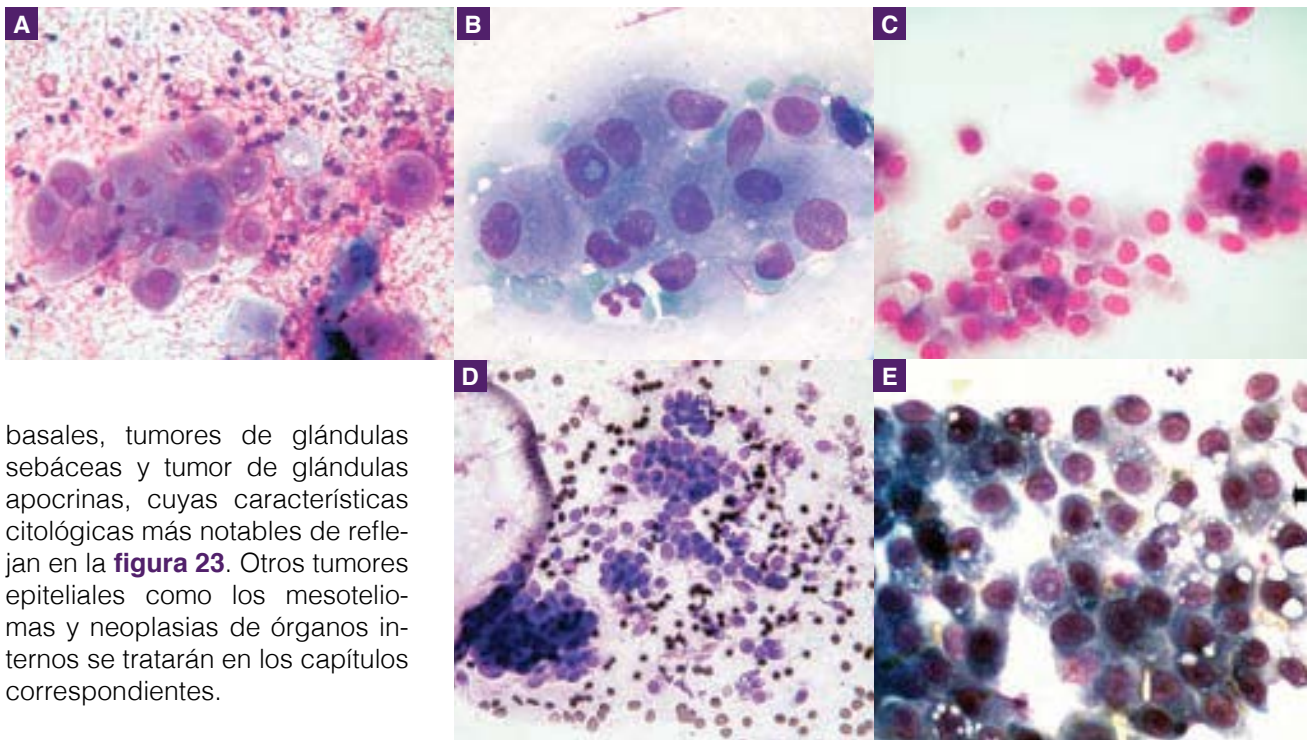 A
B
C
D
E
basales, tumores de glándulas
sebáceas y tumor de glándulas
apocrinas, cuyas características
citológicas más notables de refle-
jan en la figura 23. Otros tumores
epiteliales como los mesotelio-
mas y neoplasias de órganos in-
ternos se tratarán en los capítulos
correspondientes.